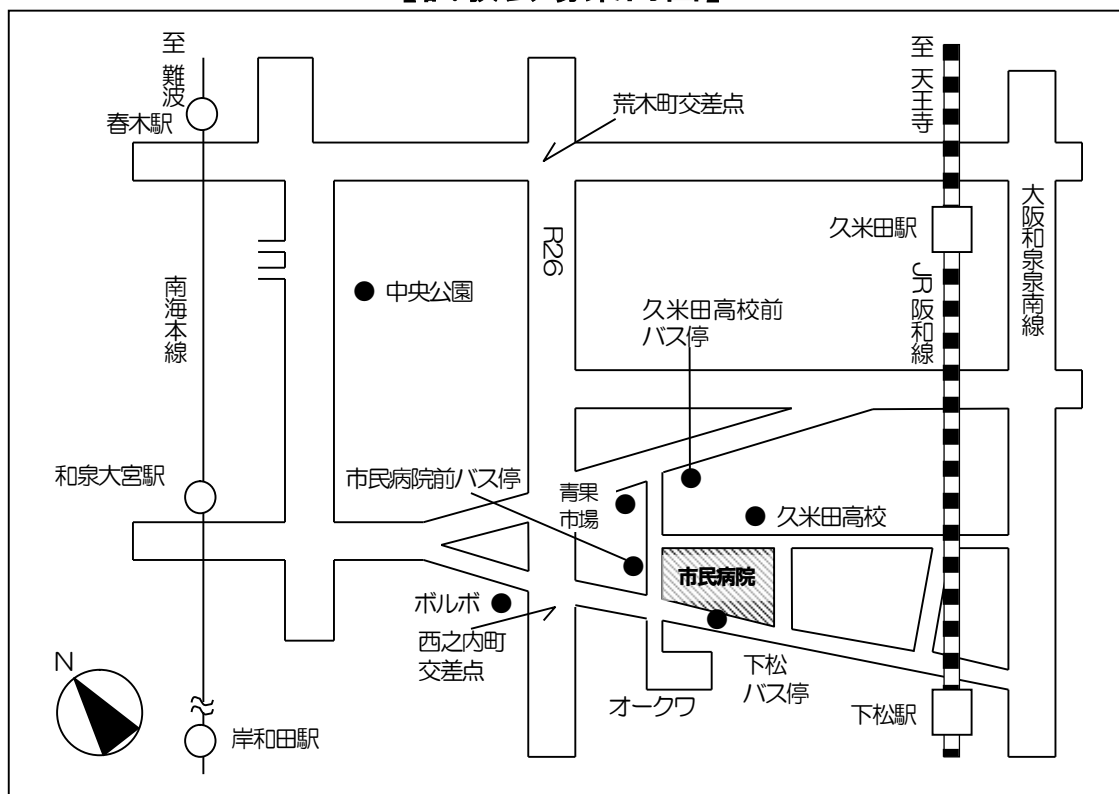 至 難波
春木駅
荒木町交差点
至 天王寺
久米田駅
大阪和泉泉南線
R26
JR阪和線
南海本線
中央公園
久米田高校前
バス停
和泉大宮駅
市民病院前バス停
青果
市場
久米田高校
市民病院
ボルボ
西之内町
交差点
下松
バス停
オークワ
下松駅
N
岸和田駅